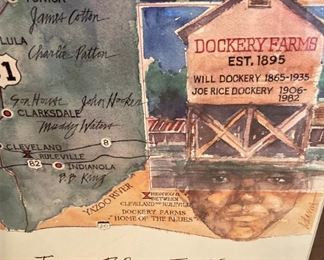 James Cotton
LULA
Charlie Patton
DOCKERY FARMS
EST. 1895
WILL DOCKERY 1865-1935
JOE RICE DOCKERY 1906-
1982
61
Son House John Hooker
CLARKSDALE
Muddy Waters
CLEVELAND
8
RULEVILLE
82
INDIANOLA
B.B. King
YAZOO RIVER
BETWEEN
CLEVELAND AND RULEVILLE
DOCKERY FARMS
"HOME OF THE BLUES"